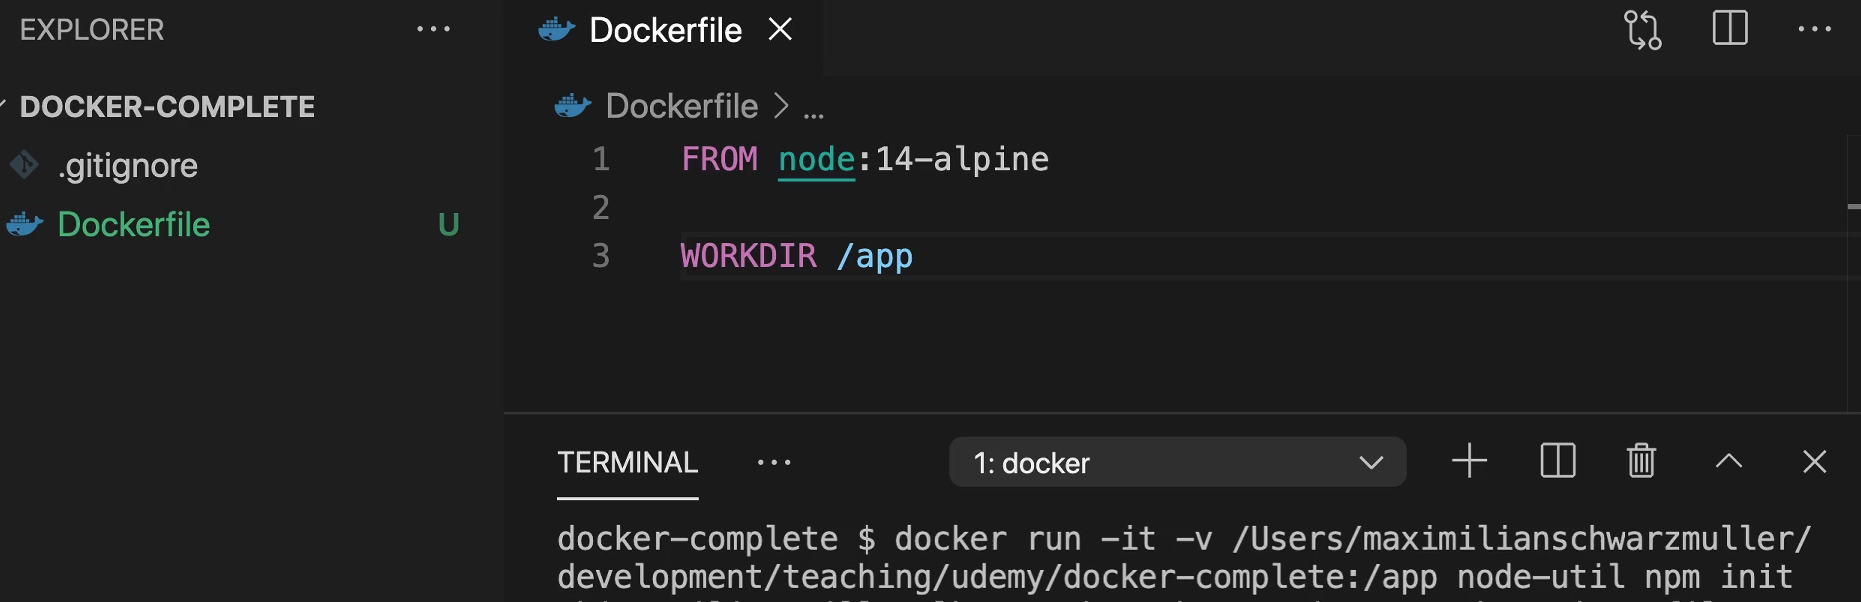 EXPLORER
DOCKER-COMPLETE
.gitignore
Dockerfile U
Dockerfile
Dockerfile > ...
1 FROM node:14-alpine
2
3 WORKDIR /app
TERMINAL
1: docker
docker-complete $ docker run -it -v /Users/maximilianschwarzmuller/
development/teaching/udemy/docker-complete:/app node-util npm init